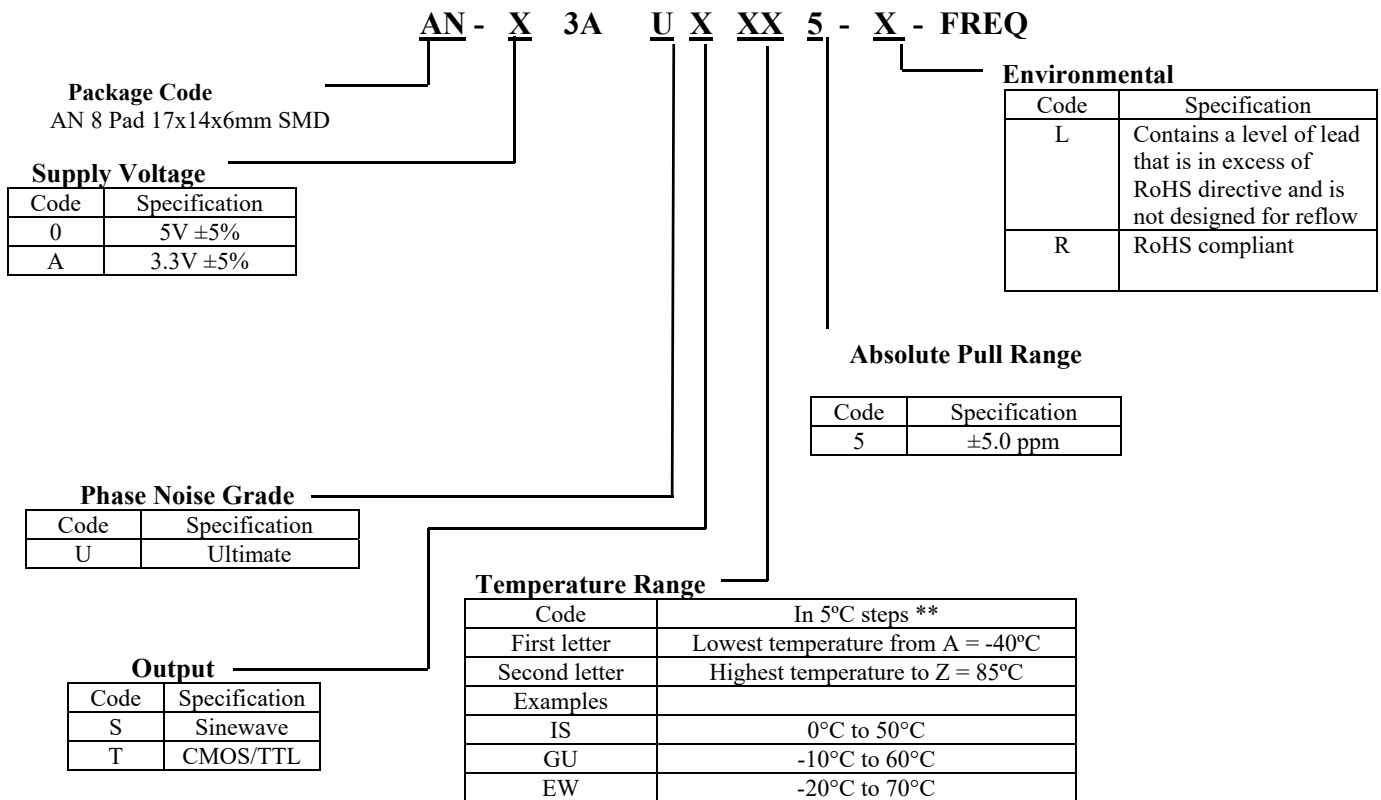 AN - X 3A U X XX 5 - X - FREQ
Package Code
AN 8 Pad 17x14x6mm SMD
Supply Voltage
Code Specification
0 5V ±5%
A 3.3V ±5%
Environmental
Code Specification
L Contains a level of lead
that is in excess of
RoHS directive and is
not designed for reflow
R RoHS compliant
Absolute Pull Range
Code Specification
5 ±5.0 ppm
Phase Noise Grade
Code Specification
U Ultimate
Output
Code Specification
S Sinewave
T CMOS/TTL
Temperature Range
Code In 5ºC steps **
First letter Lowest temperature from A = -40ºC
Second letter Highest temperature to Z = 85ºC
Examples
IS 0°C to 50°C
GU -10°C to 60°C
EW -20°C to 70°C